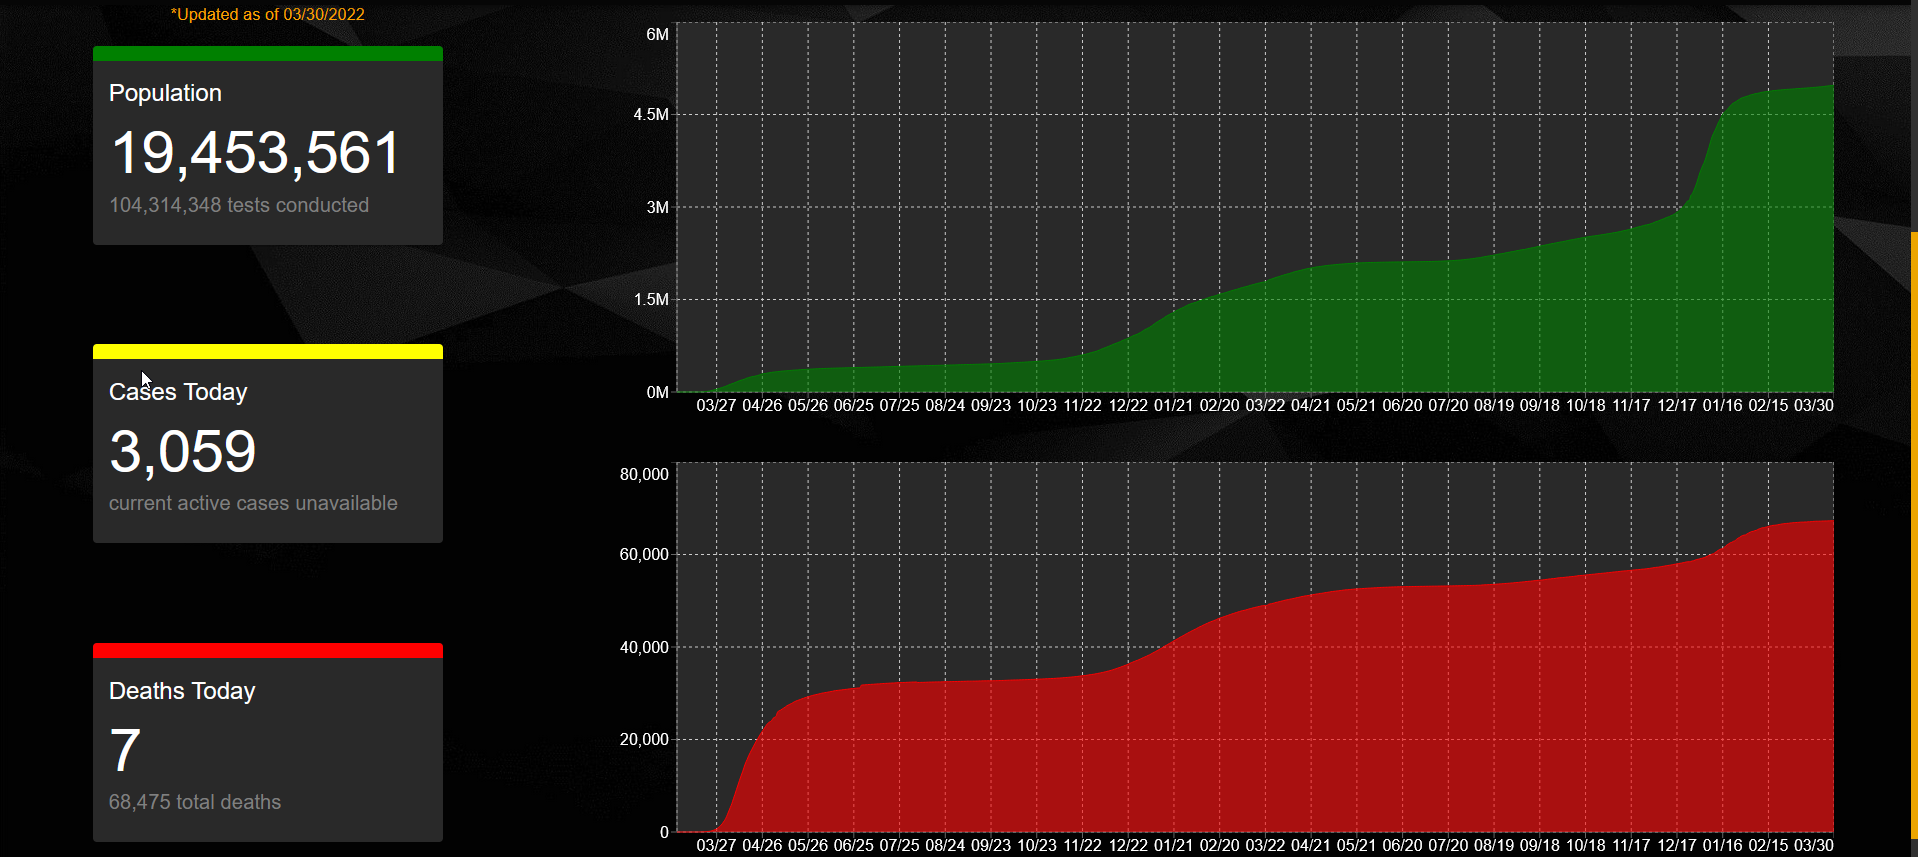 *Updated as of 03/30/2022
Population
19,453,561
104,314,348 tests conducted
Cases Today
3,059
current active cases unavailable
Deaths Today
7
68,475 total deaths
6M
4.5M
3M
1.5M
0M
03/27 04/26 05/26 06/25 07/25 08/24 09/23 10/23 11/22 12/22 01/21 02/20 03/22 04/21 05/21 06/20 07/20 08/19 09/18 10/18 11/17 12/17 01/16 02/15 03/30
80,000
60,000
40,000
20,000
0
03/27 04/26 05/26 06/25 07/25 08/24 09/23 10/23 11/22 12/22 01/21 02/20 03/22 04/21 05/21 06/20 07/20 08/19 09/18 10/18 11/17 12/17 01/16 02/15 03/30